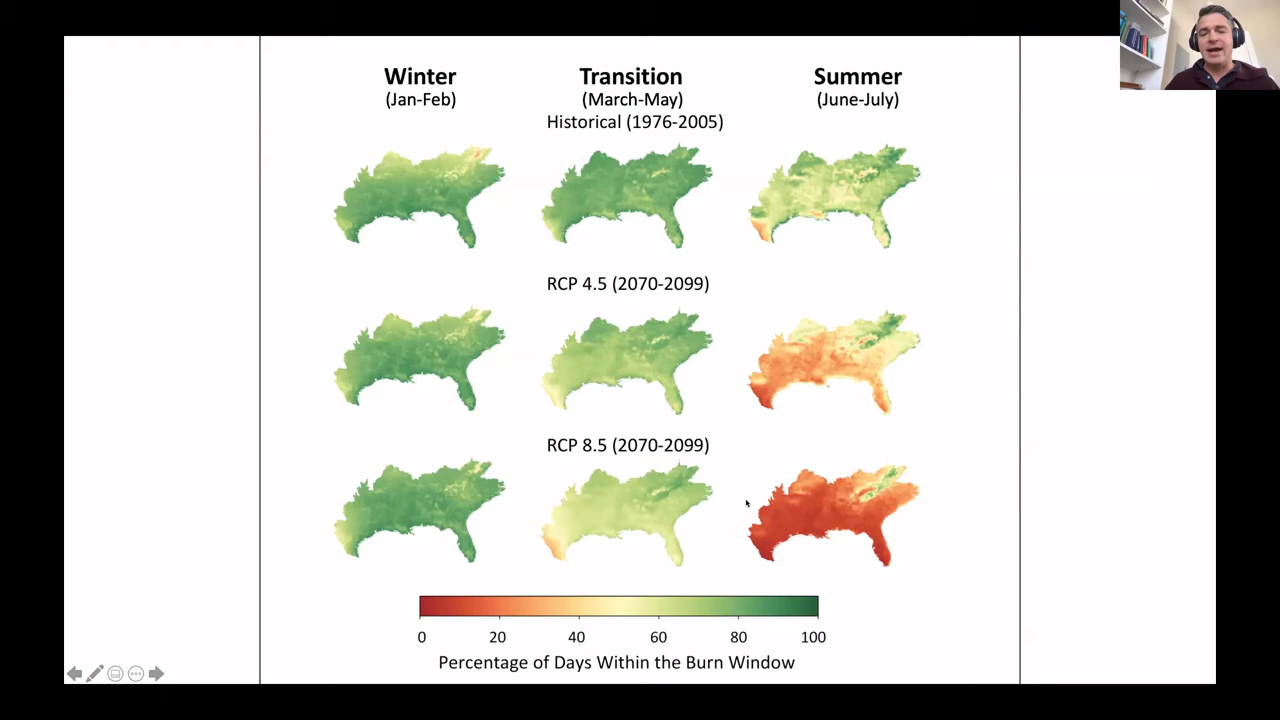 Winter Transition Summer
(Jan-Feb) (March-May) (June-July)
Historical (1976-2005)
RCP 4.5 (2070-2099)
RCP 8.5 (2070-2099)
0 20 40 60 80 100
Percentage of Days Within the Burn Window